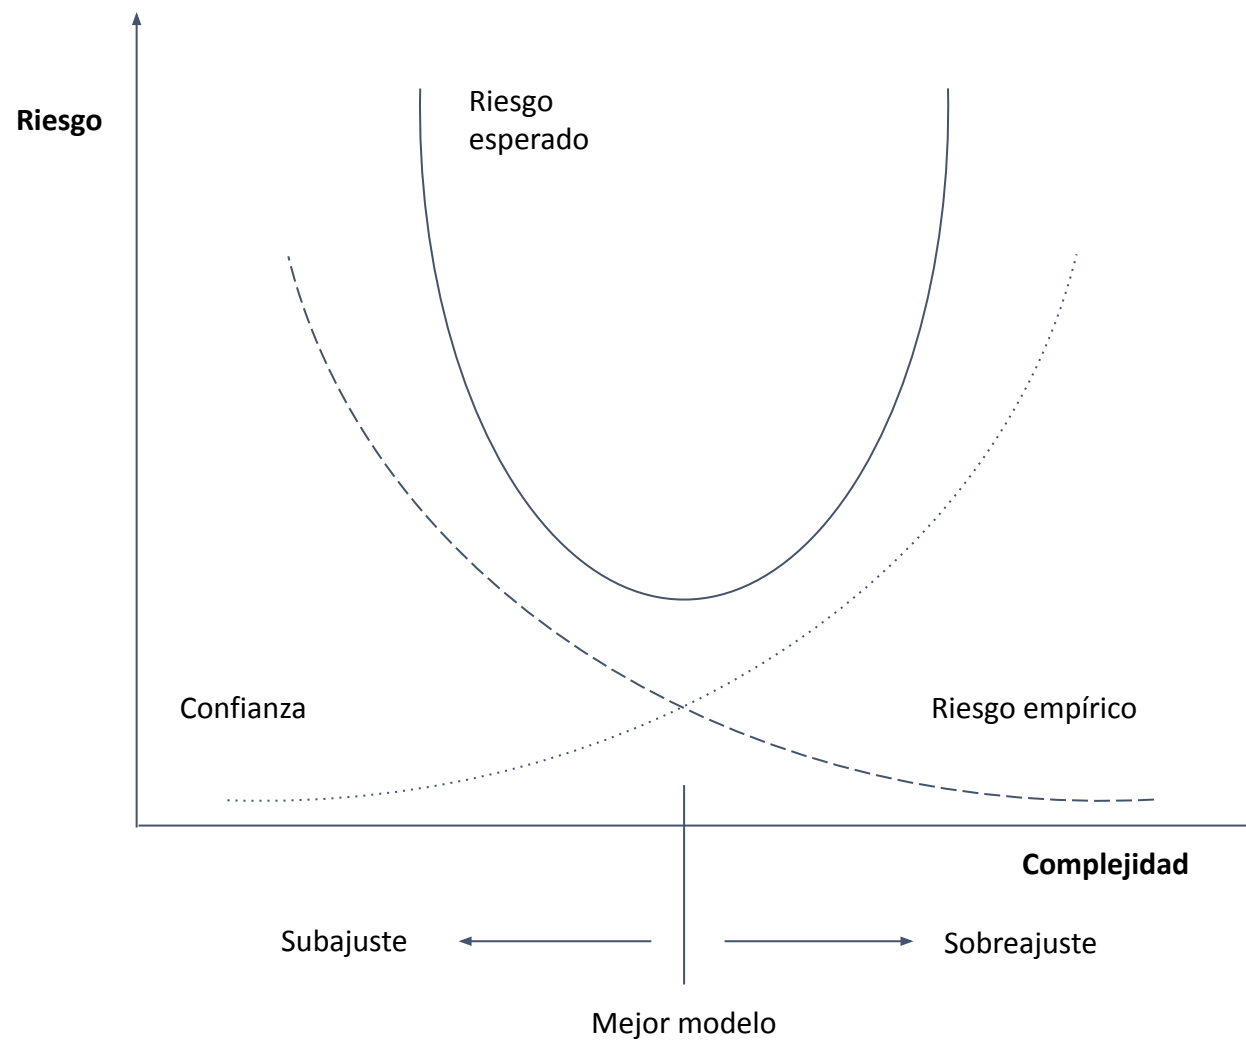 Riesgo
Riesgo
esperado
Confianza
Riesgo empírico
Complejidad
Subajuste
Sobreajuste
Mejor modelo